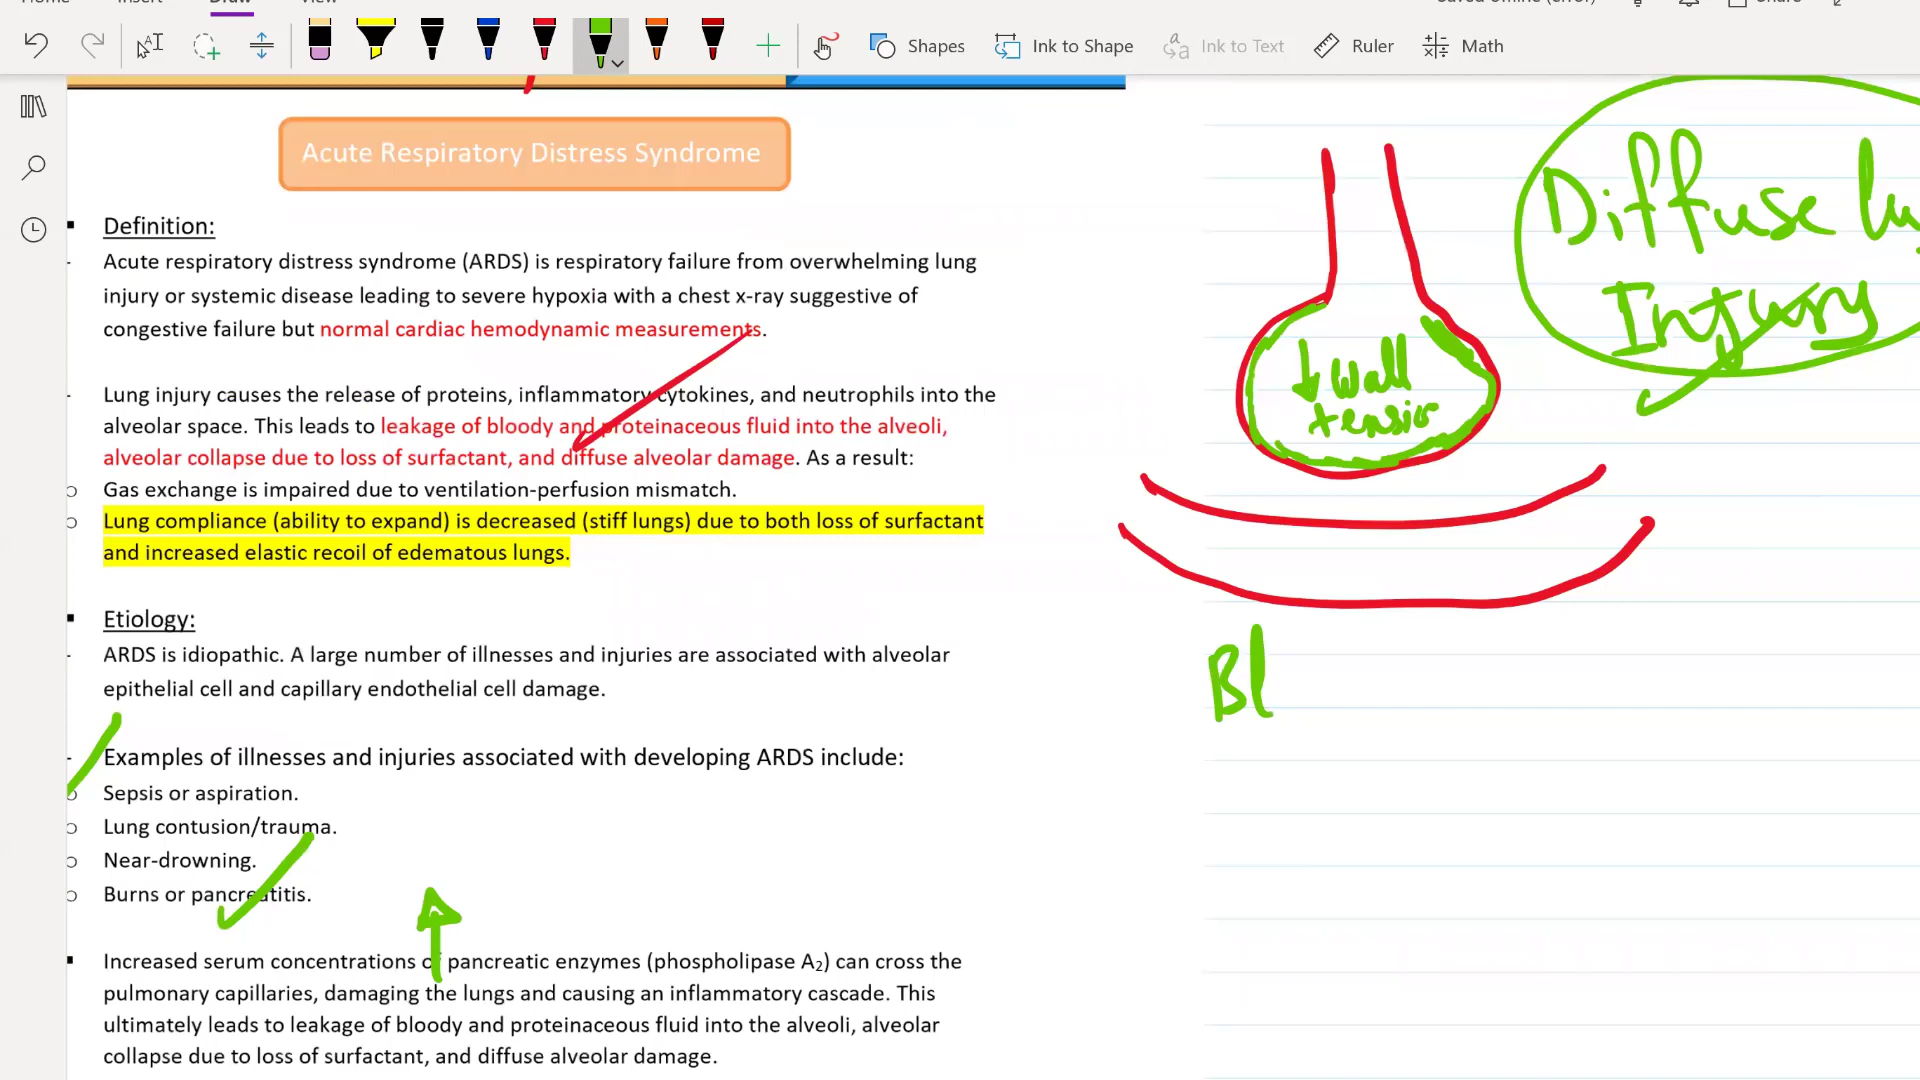 Home Insert Draw View Saved online (error) Share
Shapes Ink to Shape Ink to Text Ruler Math
Acute Respiratory Distress Syndrome
▪ Definition:
- Acute respiratory distress syndrome (ARDS) is respiratory failure from overwhelming lung
injury or systemic disease leading to severe hypoxia with a chest x-ray suggestive of
congestive failure but normal cardiac hemodynamic measurements.
- Lung injury causes the release of proteins, inflammatory cytokines, and neutrophils into the
alveolar space. This leads to leakage of bloody and proteinaceous fluid into the alveoli,
alveolar collapse due to loss of surfactant, and diffuse alveolar damage. As a result:
o Gas exchange is impaired due to ventilation-perfusion mismatch.
o Lung compliance (ability to expand) is decreased (stiff lungs) due to both loss of surfactant
and increased elastic recoil of edematous lungs.
▪ Etiology:
- ARDS is idiopathic. A large number of illnesses and injuries are associated with alveolar
epithelial cell and capillary endothelial cell damage.
- Examples of illnesses and injuries associated with developing ARDS include:
o Sepsis or aspiration.
o Lung contusion/trauma.
o Near-drowning.
o Burns or pancreatitis.
▪ Increased serum concentrations of pancreatic enzymes (phospholipase A₂) can cross the
pulmonary capillaries, damaging the lungs and causing an inflammatory cascade. This
ultimately leads to leakage of bloody and proteinaceous fluid into the alveoli, alveolar
collapse due to loss of surfactant, and diffuse alveolar damage.
Diffuse lu
Injury
↓ wall
tension
Bl